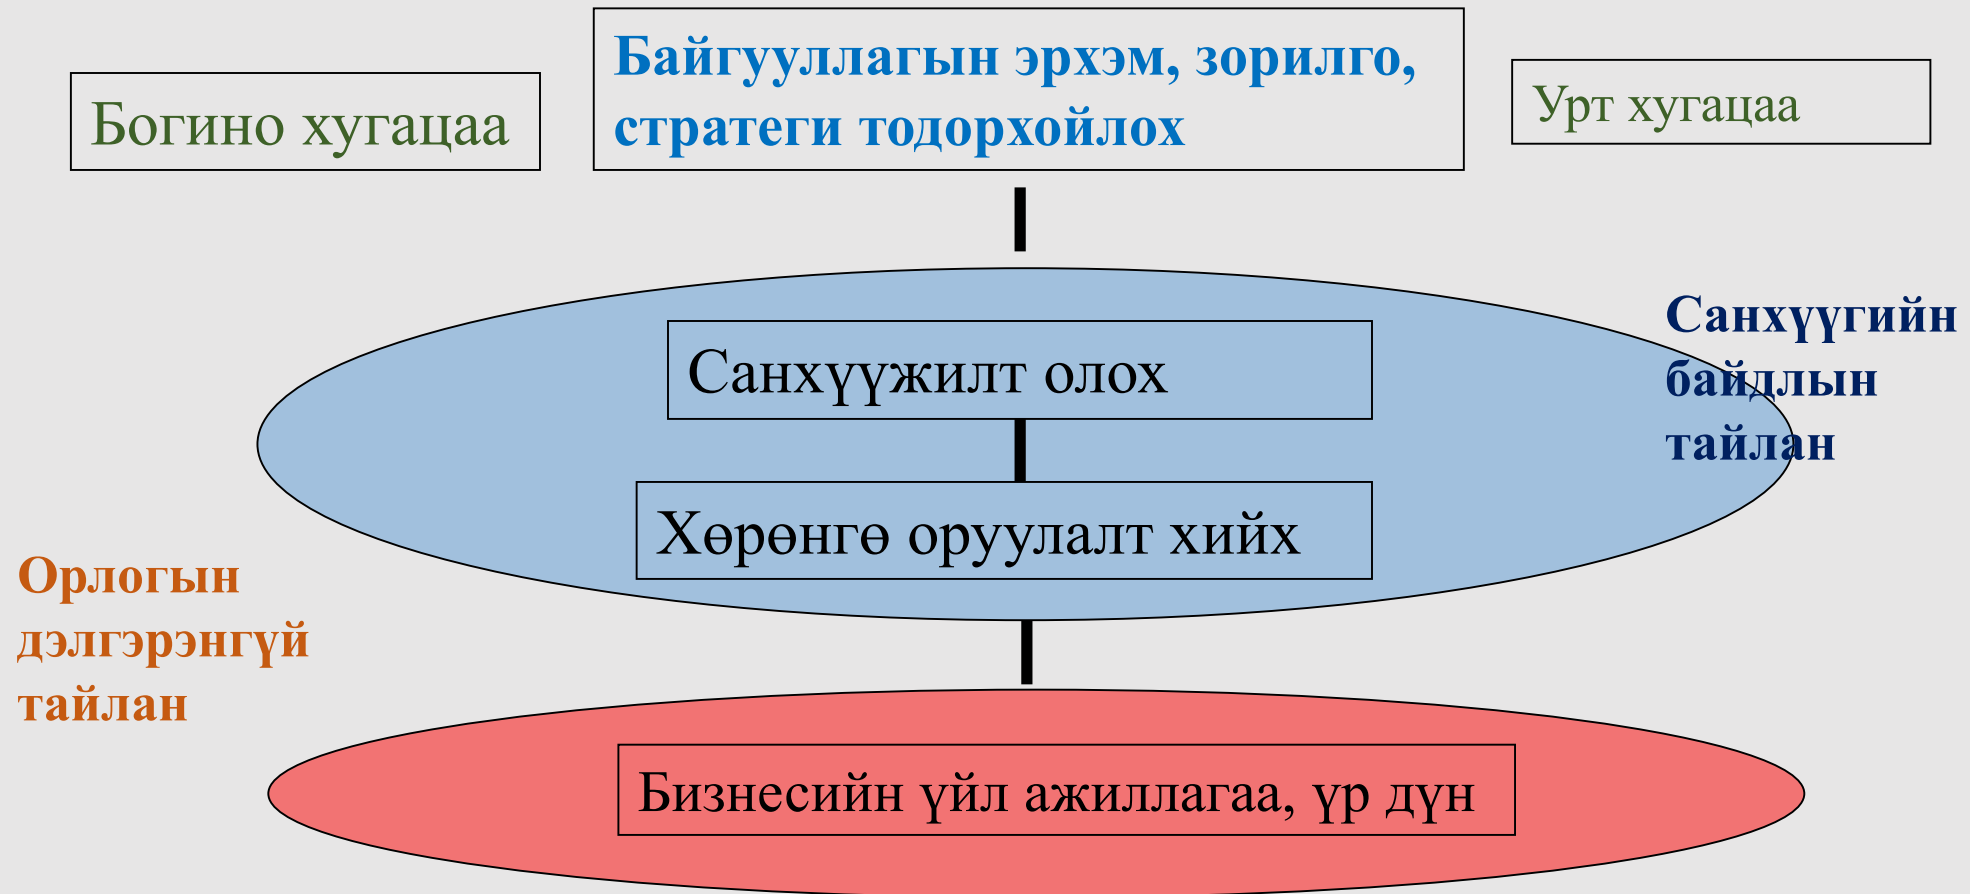 Богино хугацаа
Байгууллагын эрхэм, зорилго,
стратеги тодорхойлох
Урт хугацаа
Санхүүжилт олох
Санхүүгийн
байдлын
тайлан
Хөрөнгө оруулалт хийх
Орлогын
дэлгэрэнгүй
тайлан
Бизнесийн үйл ажиллагаа, үр дүн